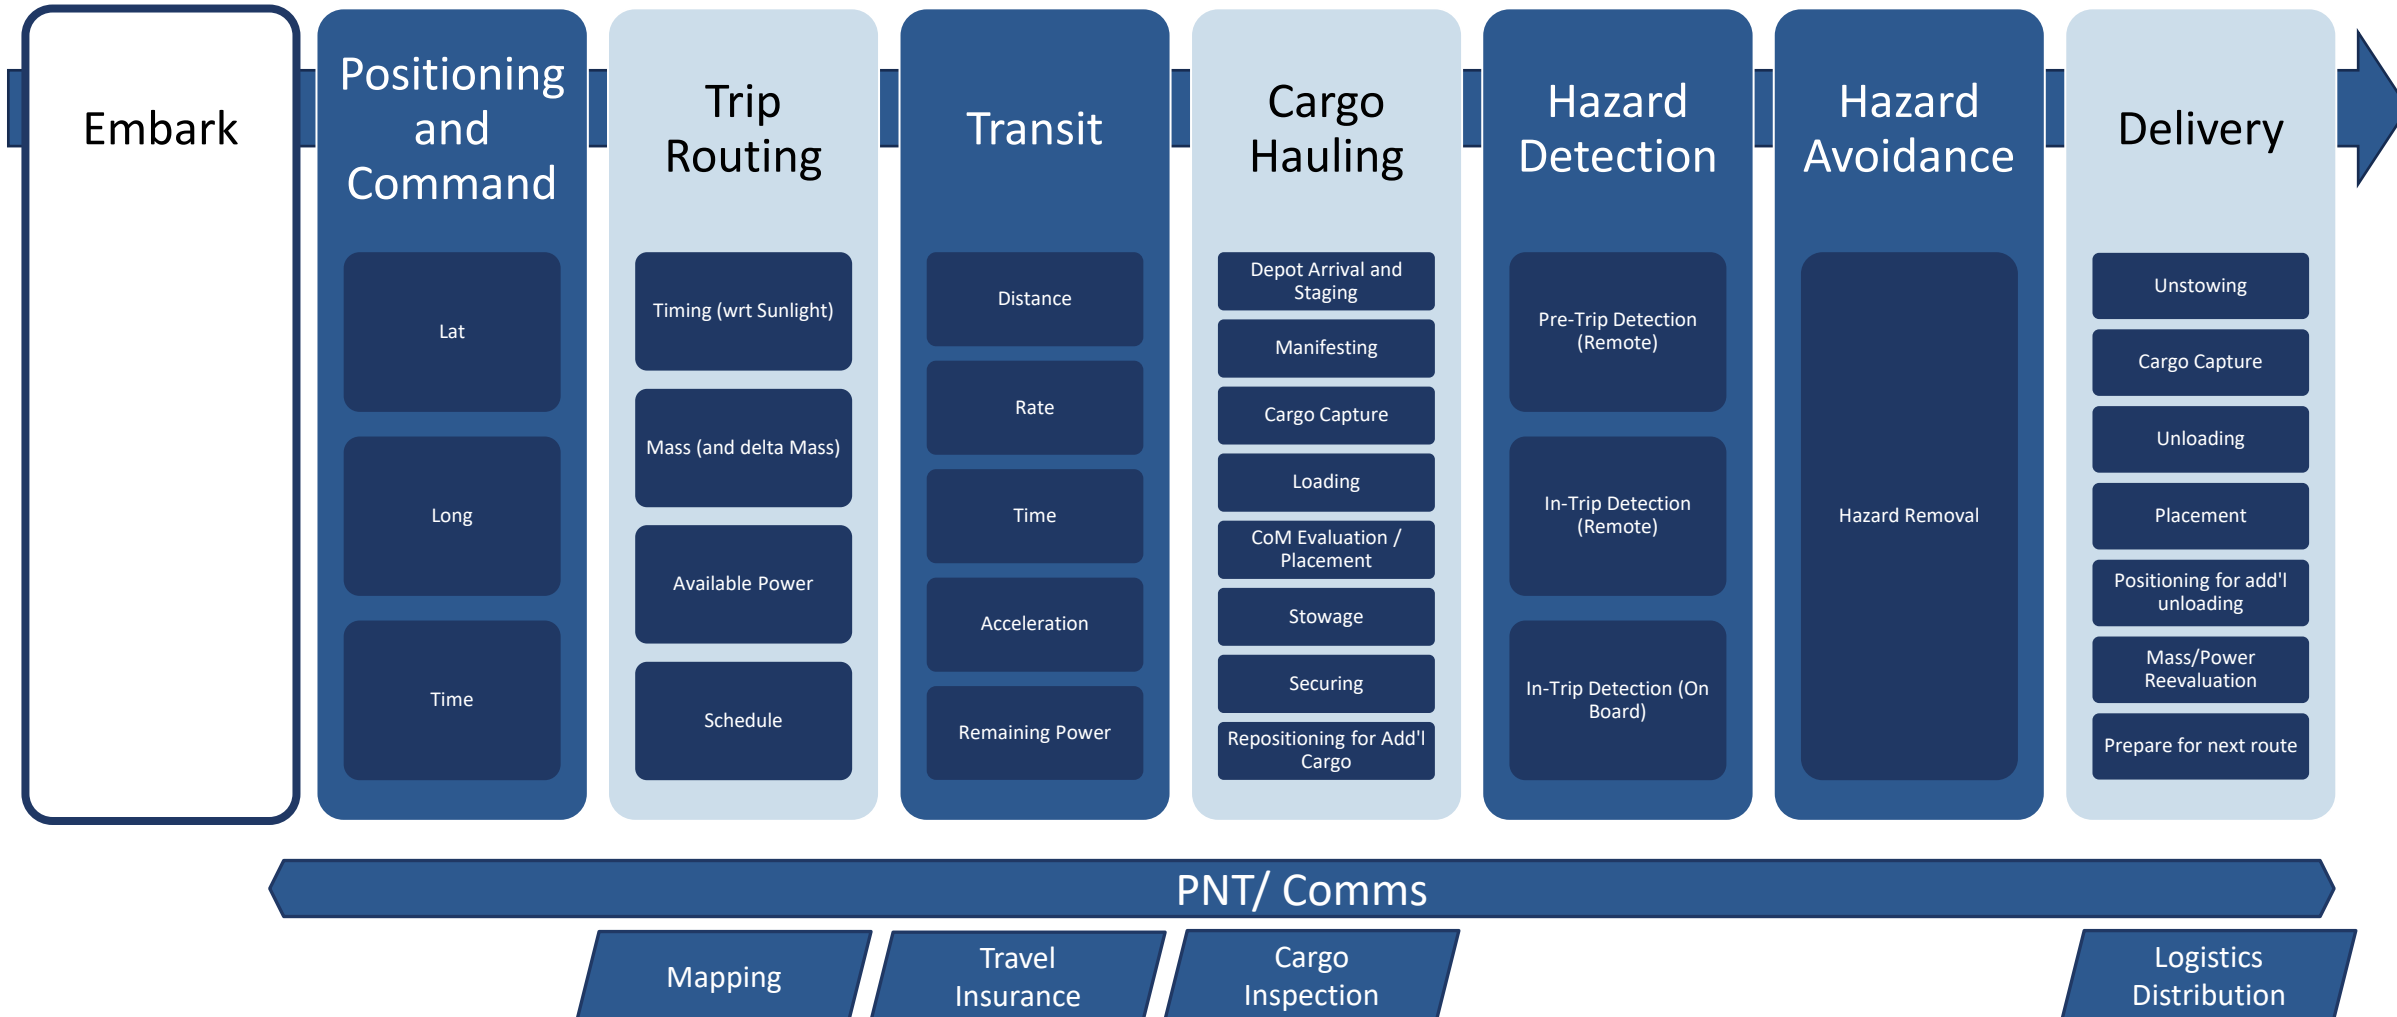 Embark
Positioning
and
Command
Lat
Long
Time
Trip
Routing
Timing (wrt Sunlight)
Mass (and delta Mass)
Available Power
Schedule
Transit
Distance
Rate
Time
Acceleration
Remaining Power
Cargo
Hauling
Depot Arrival and
Staging
Manifesting
Cargo Capture
Loading
CoM Evaluation /
Placement
Stowage
Securing
Repositioning for Add'l
Cargo
Hazard
Detection
Pre-Trip Detection
(Remote)
In-Trip Detection
(Remote)
In-Trip Detection (On
Board)
Hazard
Avoidance
Hazard Removal
Delivery
Unstowing
Cargo Capture
Unloading
Placement
Positioning for add'l
unloading
Mass/Power
Reevaluation
Prepare for next route
PNT/ Comms
Mapping
Travel
Insurance
Cargo
Inspection
Logistics
Distribution